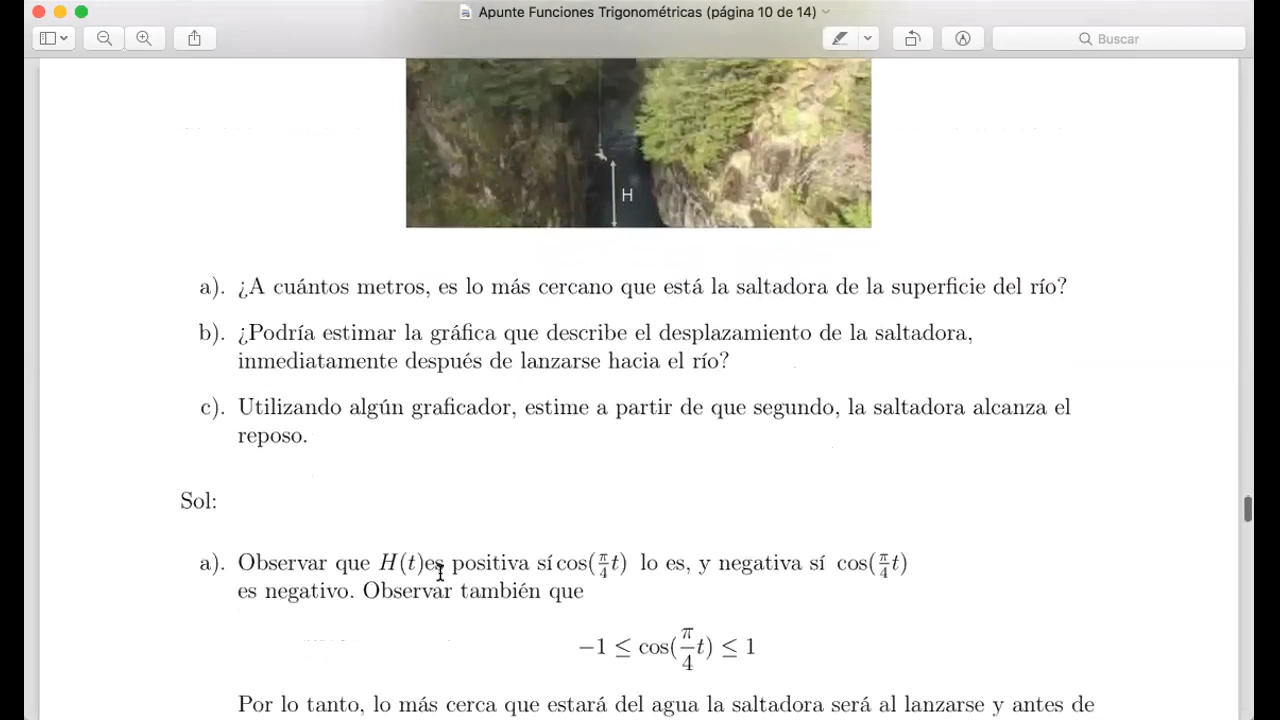 Apunte Funciones Trigonométricas (página 10 de 14)
Buscar
H
a). ¿A cuántos metros, es lo más cercano que está la saltadora de la superficie del río?
b). ¿Podría estimar la gráfica que describe el desplazamiento de la saltadora,
inmediatamente después de lanzarse hacia el río?
c). Utilizando algún graficador, estime a partir de que segundo, la saltadora alcanza el
reposo.
Sol:
a). Observar que H(t)es positiva sí cos(π/4 t) lo es, y negativa sí cos(π/4 t)
es negativo. Observar también que
−1 ≤ cos(π/4 t) ≤ 1
Por lo tanto, lo más cerca que estará del agua la saltadora será al lanzarse y antes de